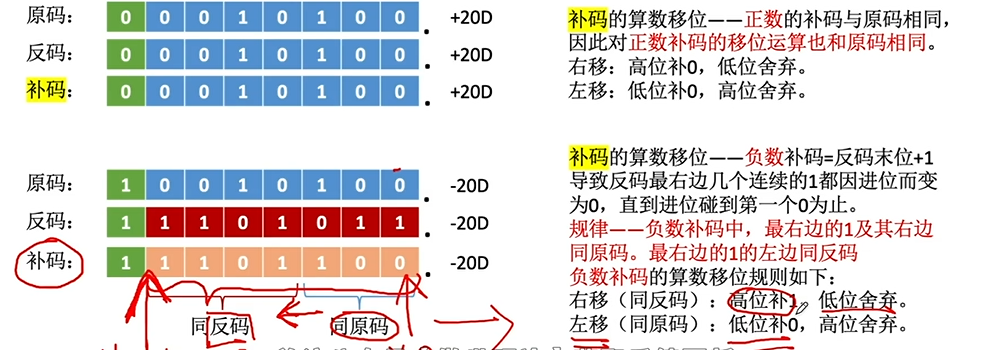 原码： 0 0 0 1 0 1 0 0 . +20D
反码： 0 0 0 1 0 1 0 0 . +20D
补码： 0 0 0 1 0 1 0 0 . +20D
补码的算数移位——正数的补码与原码相同，
因此对正数补码的移位运算也和原码相同。
右移：高位补0，低位舍弃。
左移：低位补0，高位舍弃。
原码： 1 0 0 1 0 1 0 0 . -20D
反码： 1 1 1 0 1 0 1 1 . -20D
补码： 1 1 1 0 1 1 0 0 . -20D
同反码 同原码
补码的算数移位——负数补码=反码末位+1
导致反码最右边几个连续的1都因进位而变
为0，直到进位碰到第一个0为止。
规律——负数补码中，最右边的1及其右边
同原码。最右边的1的左边同反码
负数补码的算数移位规则如下：
右移（同反码）：高位补1，低位舍弃。
左移（同原码）：低位补0，高位舍弃。